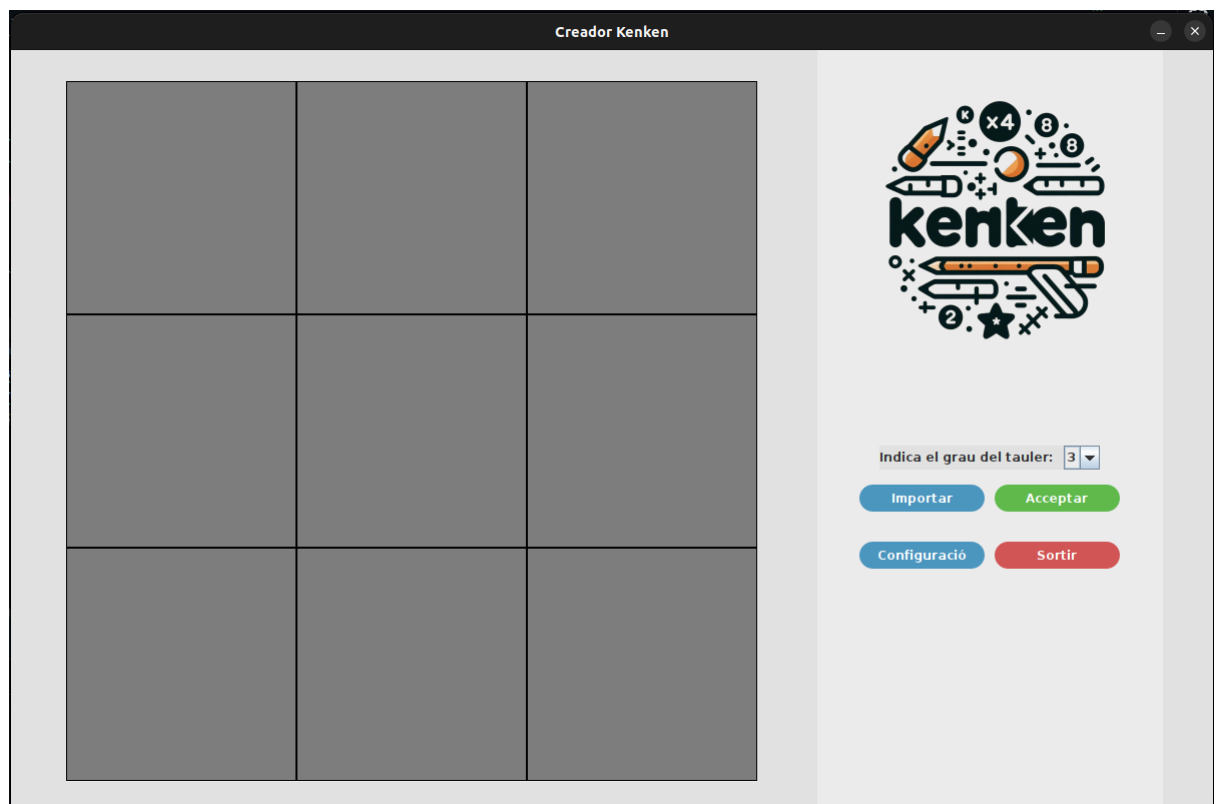 Creador Kenken
K x4 8
8
kenken
2
Indica el grau del tauler: 3
Importar Acceptar
Configuració Sortir